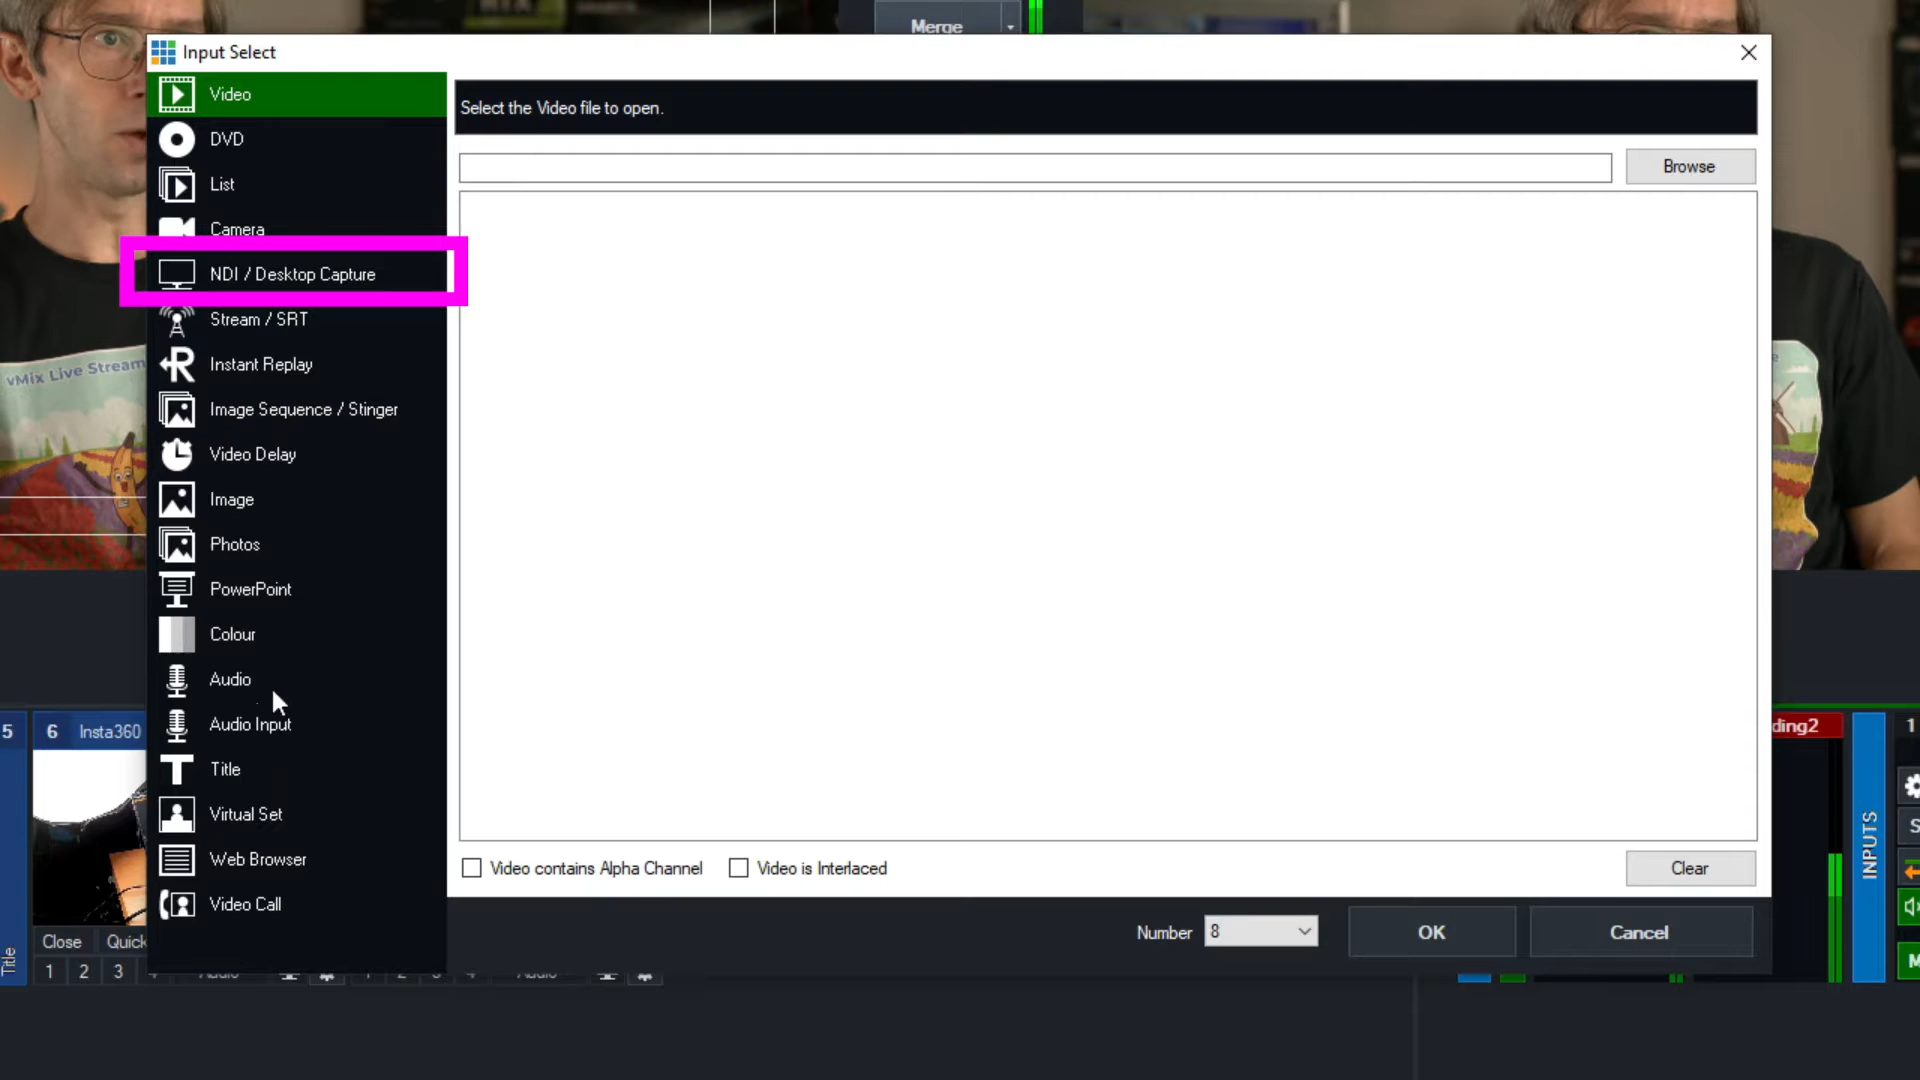 Merge
Input Select
Video
DVD
List
Camera
NDI / Desktop Capture
Stream / SRT
Instant Replay
Image Sequence / Stinger
Video Delay
Image
Photos
PowerPoint
Colour
Audio
Audio Input
Title
Virtual Set
Web Browser
Video Call
Select the Video file to open.
Browse
Video contains Alpha Channel
Video is Interlaced
Clear
Number 8
OK
Cancel
vMix Live Stream
5
6 Insta360
Close Quick
1 2 3
Title
ding2
INPUTS
1